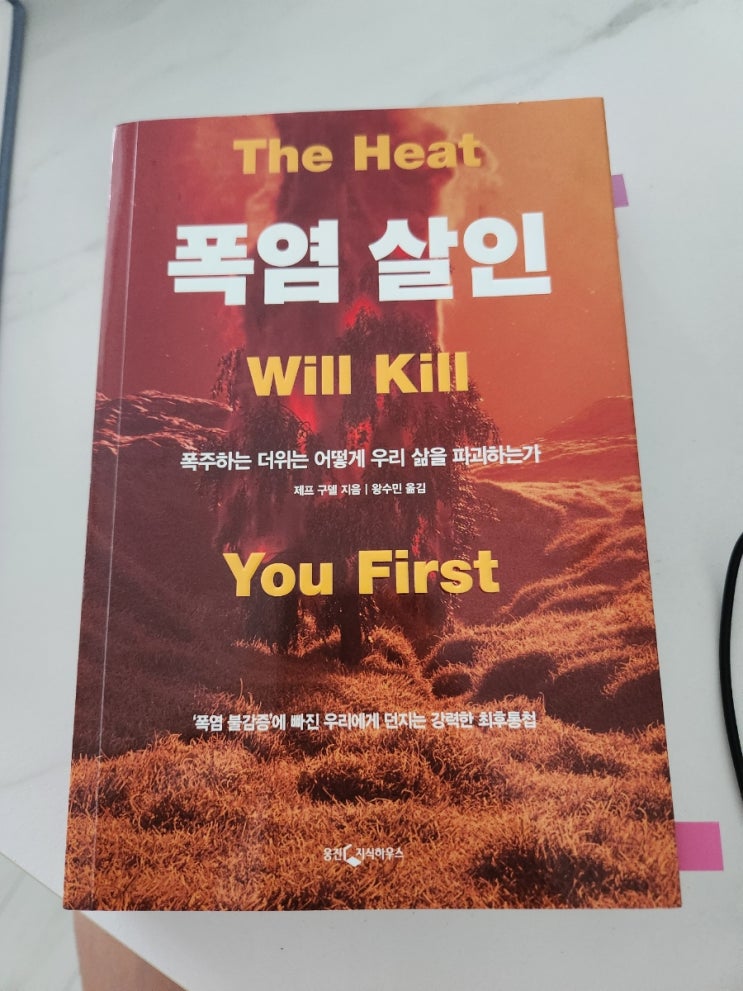 The Heat
폭염 살인
Will Kill
폭주하는 더위는 어떻게 우리 삶을 파괴하는가
제프 구델 지음 | 왕수민 옮김
You First
'폭염 불감증'에 빠진 우리에게 던지는 강력한 최후통첩
웅진 지식하우스